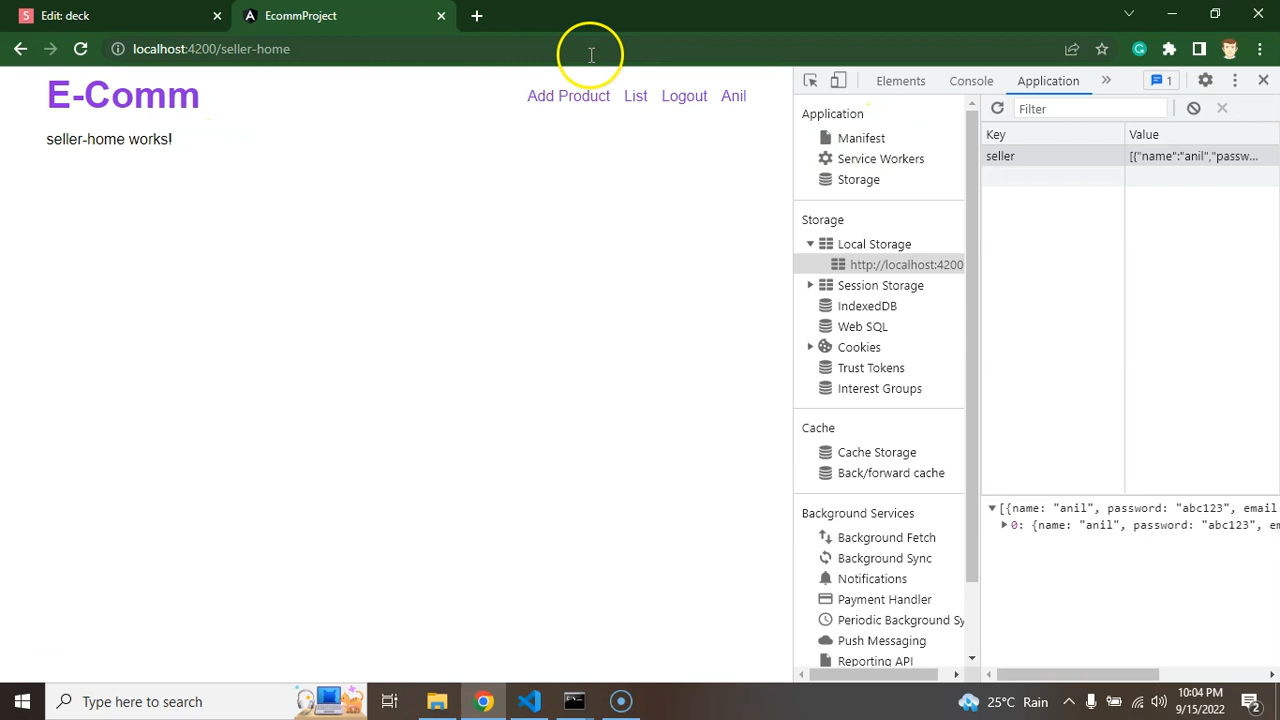 Edit: deck
EcommProject
localhost:4200/seller-home
E-Comm
Add Product List Logout Anil
seller-home works!
Elements Console Application 1
Application
Manifest
Service Workers
Storage
Storage
Local Storage
http://localhost:4200
Session Storage
IndexedDB
Web SQL
Cookies
Trust Tokens
Interest Groups
Cache
Cache Storage
Back/forward cache
Background Services
Background Fetch
Background Sync
Notifications
Payment Handler
Periodic Background Sy
Push Messaging
Reporting API
Filter
Key Value
seller [{"name":"anil","passw...
[{name: "anil", password: "abc123", email
0: {name: "anil", password: "abc123", em
Type here to search
25°C Rain
10:04 PM
9/15/2022
2